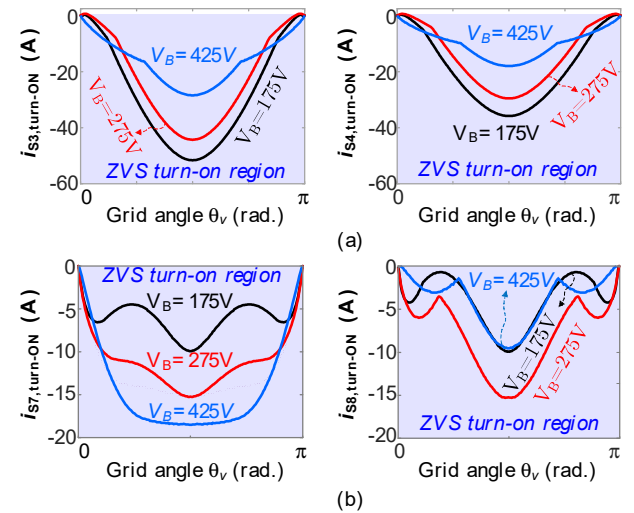 i_S3,turn-ON (A)
0
-20
-40
-60
V_B= 425V
V_B=275V
V_B=175V
ZVS turn-on region
0
π
Grid angle θ_v (rad.)
i_S4,turn-ON (A)
0
-20
-40
-60
V_B= 425V
V_B=275V
V_B= 175V
ZVS turn-on region
0
π
Grid angle θ_v (rad.)
(a)
i_S7,turn-ON (A)
0
-5
-10
-15
-20
ZVS turn-on region
V_B= 175V
V_B= 275V
V_B= 425V
0
π
Grid angle θ_v (rad.)
i_S8,turn-ON (A)
0
-5
-10
-15
-20
V_B= 425V
V_B=175V
V_B=275V
ZVS turn-on region
0
π
Grid angle θ_v (rad.)
(b)